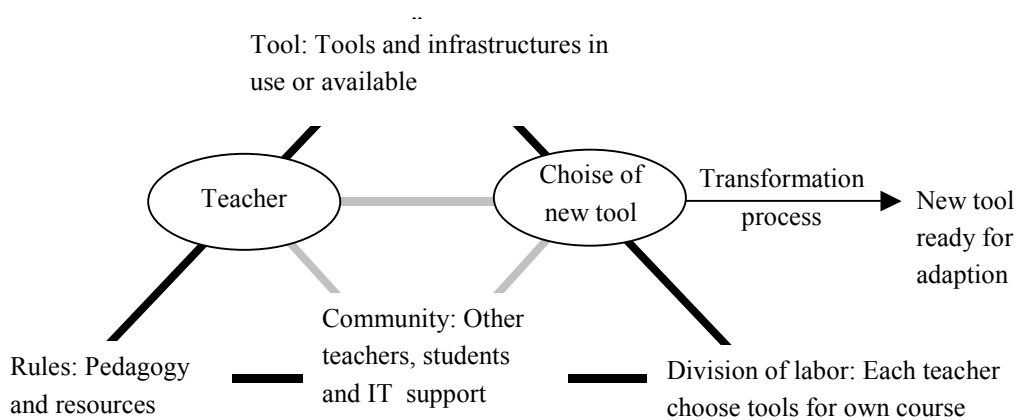 Tool: Tools and infrastructures in
use or available
Teacher
Choise of
new tool
Transformation
process
New tool
ready for
adaption
Community: Other
teachers, students
and IT support
Rules: Pedagogy
and resources
Division of labor: Each teacher
choose tools for own course